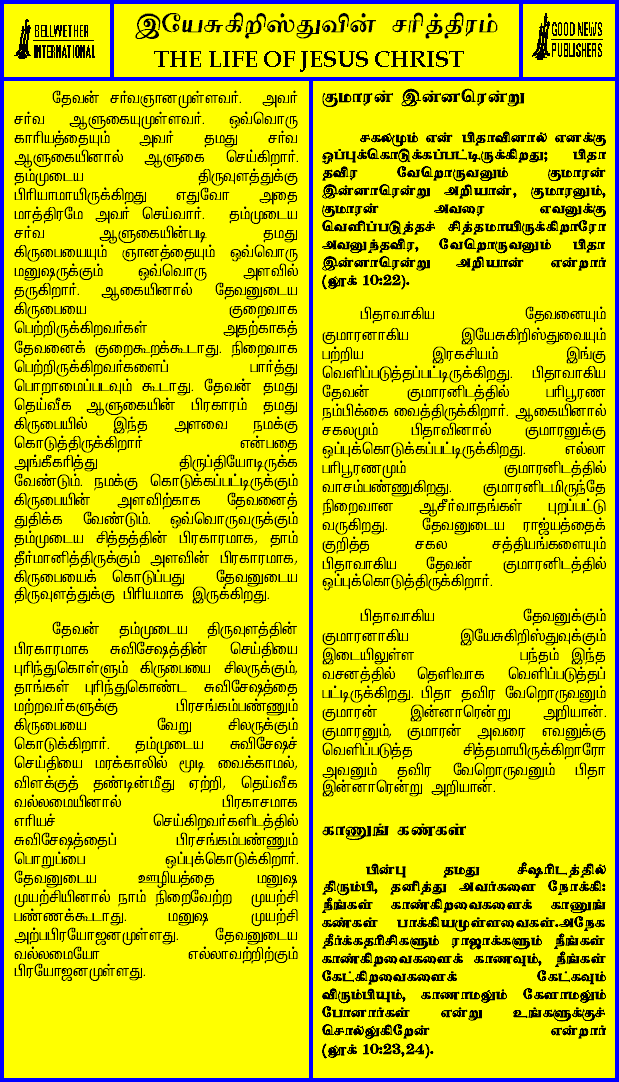 BELLWETHER
INTERNATIONAL
இயேசுகிறிஸ்துவின் சரித்திரம்
THE LIFE OF JESUS CHRIST
GOOD NEWS
PUBLISHERS
தேவன் சர்வஞானமுள்ளவர். அவர்
சர்வ ஆளுகையுமுள்ளவர். ஒவ்வொரு
காரியத்தையும் அவர் தமது சர்வ
ஆளுகையினால் ஆளுகை செய்கிறார்.
தம்முடைய திருவுளத்துக்கு
பிரியாமாயிருக்கிறது எதுவோ அதை
மாத்திரமே அவர் செய்வார். தம்முடைய
சர்வ ஆளுகையின்படி தமது
கிருபையையும் ஞானத்தையும் ஒவ்வொரு
மனுஷருக்கும் ஒவ்வொரு அளவில்
தருகிறார். ஆகையினால் தேவனுடைய
கிருபையை குறைவாக
பெற்றிருக்கிறவர்கள் அதற்காகத்
தேவனைக் குறைகூறக்கூடாது. நிறைவாக
பெற்றிருக்கிறவர்களைப் பார்த்து
பொறாமைப்படவும் கூடாது. தேவன் தமது
தெய்வீக ஆளுகையின் பிரகாரம் தமது
கிருபையில் இந்த அளவை நமக்கு
கொடுத்திருக்கிறார் என்பதை
அங்கீகரித்து திருப்தியோடிருக்க
வேண்டும். நமக்கு கொடுக்கப்பட்டிருக்கும்
கிருபையின் அளவிற்காக தேவனைத்
துதிக்க வேண்டும். ஒவ்வொருவருக்கும்
தம்முடைய சித்தத்தின் பிரகாரமாக, தாம்
தீர்மானித்திருக்கும் அளவின் பிரகாரமாக,
கிருபையைக் கொடுப்பது தேவனுடைய
திருவுளத்துக்கு பிரியமாக இருக்கிறது.
தேவன் தம்முடைய திருவுளத்தின்
பிரகாரமாக சுவிசேஷத்தின் செய்தியை
புரிந்துகொள்ளும் கிருபையை சிலருக்கும்,
தாங்கள் புரிந்துகொண்ட சுவிசேஷத்தை
மற்றவர்களுக்கு பிரசங்கம்பண்ணும்
கிருபையை வேறு சிலருக்கும்
கொடுக்கிறார். தம்முடைய சுவிசேஷச்
செய்தியை மரக்காலில் மூடி வைக்காமல்,
விளக்குத் தண்டின்மீது ஏற்றி, தெய்வீக
வல்லமையினால் பிரகாசமாக
எரியச் செய்கிறவர்களிடத்தில்
சுவிசேஷத்தைப் பிரசங்கம்பண்ணும்
பொறுப்பை ஒப்புக்கொடுக்கிறார்.
தேவனுடைய ஊழியத்தை மனுஷ
முயற்சியினால் நாம் நிறைவேற்ற முயற்சி
பண்ணக்கூடாது. மனுஷ முயற்சி
அற்பபிரயோஜனமுள்ளது. தேவனுடைய
வல்லமையோ எல்லாவற்றிற்கும்
பிரயோஜனமுள்ளது.
குமாரன் இன்னாரென்று
சகலமும் என் பிதாவினால் எனக்கு
ஒப்புக்கொடுக்கப்பட்டிருக்கிறது; பிதா
தவிர வேறொருவனும் குமாரன்
இன்னாரென்று அறியான், குமாரனும்,
குமாரன் அவரை எவனுக்கு
வெளிப்படுத்தச் சித்தமாயிருக்கிறாரோ
அவனுந்தவிர, வேறொருவனும் பிதா
இன்னாரென்று அறியான் என்றார்
(லூக் 10:22).
பிதாவாகிய தேவனையும்
குமாரனாகிய இயேசுகிறிஸ்துவையும்
பற்றிய இரகசியம் இங்கு
வெளிப்படுத்தப்பட்டிருக்கிறது. பிதாவாகிய
தேவன் குமாரனிடத்தில் பரிபூரண
நம்பிக்கை வைத்திருக்கிறார். ஆகையினால்
சகலமும் பிதாவினால் குமாரனுக்கு
ஒப்புக்கொடுக்கப்பட்டிருக்கிறது. எல்லா
பரிபூரணமும் குமாரனிடத்தில்
வாசம்பண்ணுகிறது. குமாரனிடமிருந்தே
நிறைவான ஆசீர்வாதங்கள் புறப்பட்டு
வருகிறது. தேவனுடைய ராஜ்யத்தைக்
குறித்த சகல சத்தியங்களையும்
பிதாவாகிய தேவன் குமாரனிடத்தில்
ஒப்புக்கொடுத்திருக்கிறார்.
பிதாவாகிய தேவனுக்கும்
குமாரனாகிய இயேசுகிறிஸ்துவுக்கும்
இடையிலுள்ள பந்தம் இந்த
வசனத்தில் தெளிவாக வெளிப்படுத்தப்
பட்டிருக்கிறது. பிதா தவிர வேறொருவனும்
குமாரன் இன்னாரென்று அறியான்.
குமாரனும், குமாரன் அவரை எவனுக்கு
வெளிப்படுத்த சித்தமாயிருக்கிறாரோ
அவனும் தவிர வேறொருவனும் பிதா
இன்னாரென்று அறியான்.
காணுங் கண்கள்
பின்பு தமது சீஷரிடத்தில்
திரும்பி, தனித்து அவர்களை நோக்கி:
நீங்கள் காண்கிறவைகளைக் காணுங்
கண்கள் பாக்கியமுள்ளவைகள்.அநேக
தீர்க்கதரிசிகளும் ராஜாக்களும் நீங்கள்
காண்கிறவைகளைக் காணவும், நீங்கள்
கேட்கிறவைகளைக் கேட்கவும்
விரும்பியும், காணாமலும் கேளாமலும்
போனார்கள் என்று உங்களுக்குச்
சொல்லுகிறேன் என்றார்
(லூக் 10:23,24).